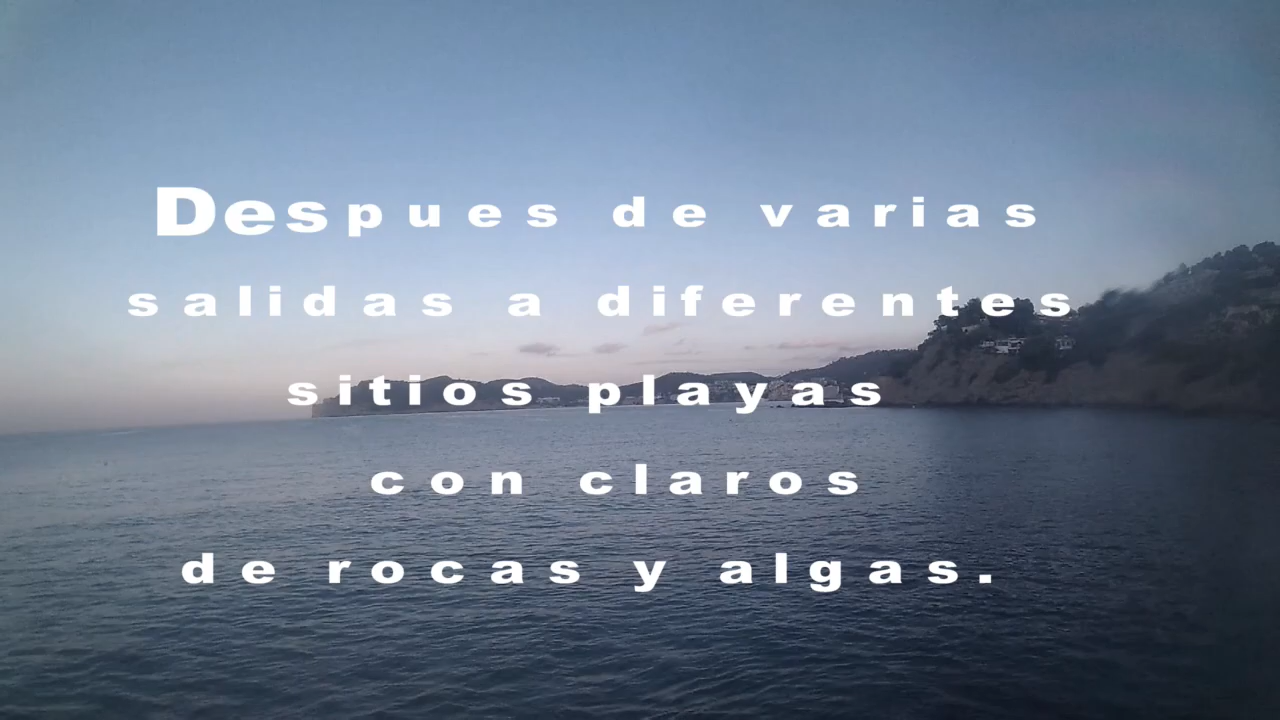 Despues de varias
salidas a diferentes
sitios playas
con claros
de rocas y algas.